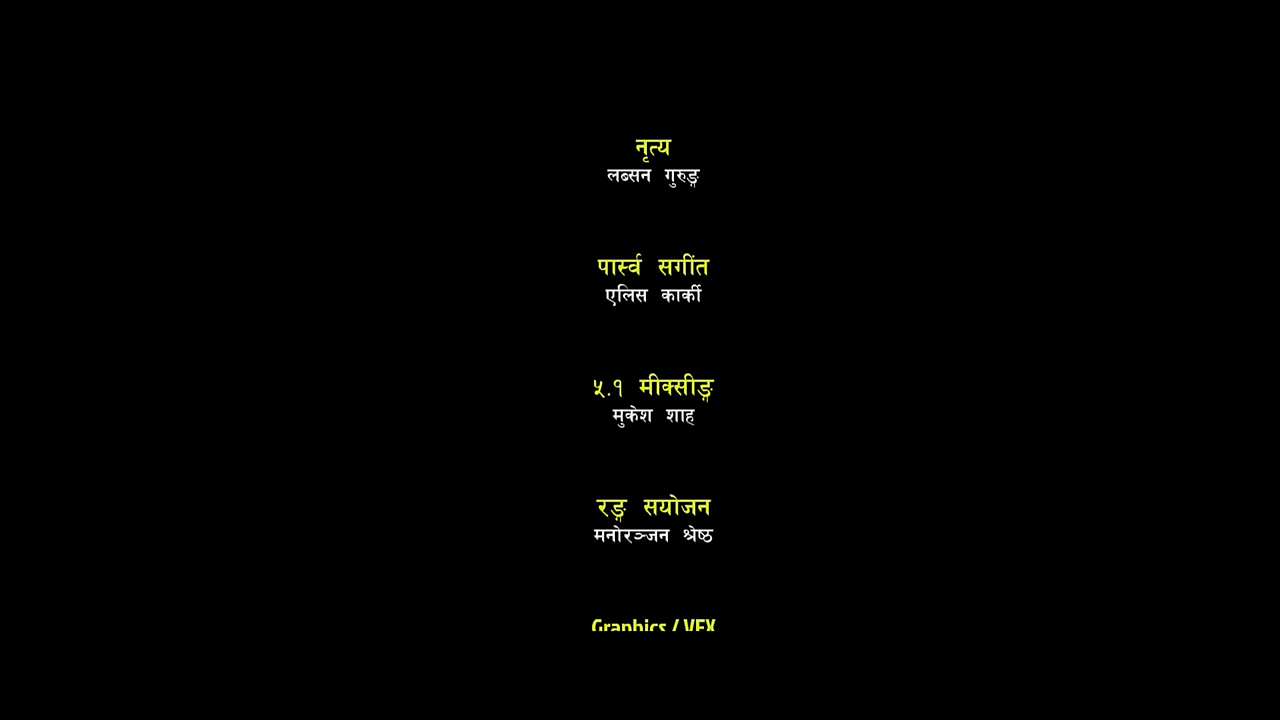 नृत्य
लब्सन गुरुङ्ग
पार्स्व सगींत
एलिस कार्की
५.१ मीक्सीङ्ग
मुकेश शाह
रङ्ग सयोजन
मनोरञ्जन श्रेष्ठ
Graphics / VFX